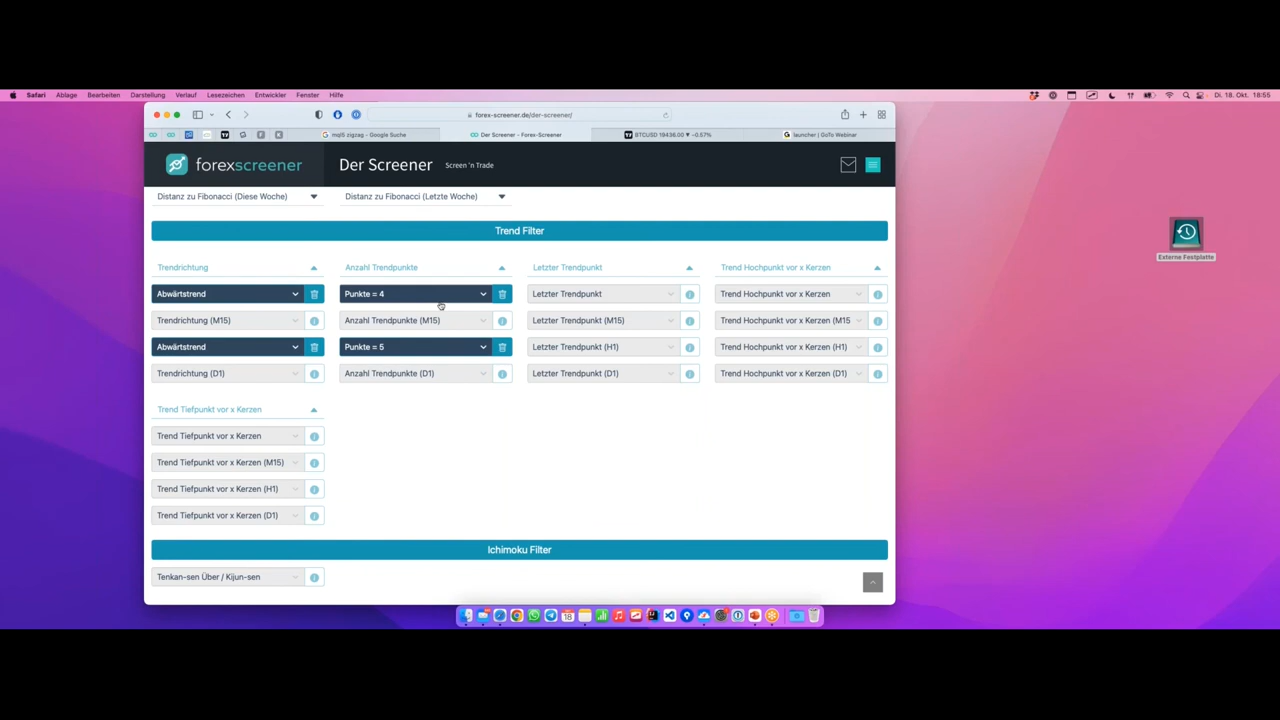 Safari Ablage Bearbeiten Darstellung Verlauf Lesezeichen Entwickler Fenster Hilfe Di. 18. Okt. 18:55
forex-screener.de/der-screener/
mql5 zigzag - Google Suche Der Screener - Forex-Screener BTCUSD 19436.00 ▼ −0.57% launcher / GoTo Webinar
forexscreener Der Screener Screen 'n Trade
Distanz zu Fibonacci (Diese Woche) Distanz zu Fibonacci (Letzte Woche)
Trend Filter
Trendrichtung Anzahl Trendpunkte Letzter Trendpunkt Trend Hochpunkt vor x Kerzen
Abwärtstrend Punkte = 4 Letzter Trendpunkt Trend Hochpunkt vor x Kerzen
Trendrichtung (M15) Anzahl Trendpunkte (M15) Letzter Trendpunkt (M15) Trend Hochpunkt vor x Kerzen (M15
Abwärtstrend Punkte = 5 Letzter Trendpunkt (H1) Trend Hochpunkt vor x Kerzen (H1)
Trendrichtung (D1) Anzahl Trendpunkte (D1) Letzter Trendpunkt (D1) Trend Hochpunkt vor x Kerzen (D1)
Trend Tiefpunkt vor x Kerzen
Trend Tiefpunkt vor x Kerzen
Trend Tiefpunkt vor x Kerzen (M15)
Trend Tiefpunkt vor x Kerzen (H1)
Trend Tiefpunkt vor x Kerzen (D1)
Ichimoku Filter
Tenkan-sen Über / Kijun-sen
Externe Festplatte